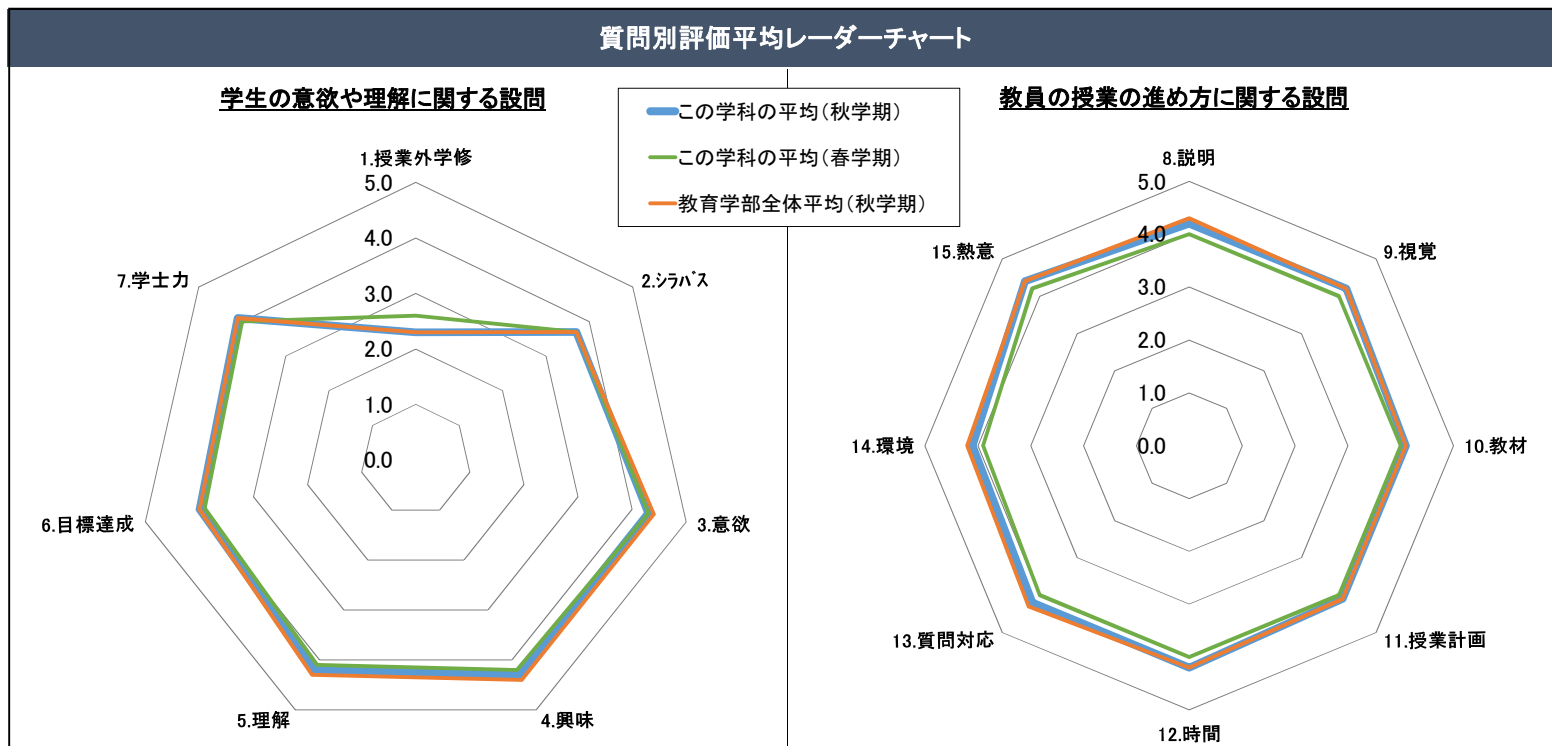 質問別評価平均レーダーチャート
学生の意欲や理解に関する設問
この学科の平均（秋学期）
この学科の平均（春学期）
教育学部全体平均（秋学期）
教員の授業の進め方に関する設問
1.授業外学修
5.0
4.0
3.0
2.0
1.0
0.0
2.ｼﾗﾊﾞｽ
3.意欲
4.興味
5.理解
6.目標達成
7.学士力
8.説明
5.0
4.0
3.0
2.0
1.0
0.0
9.視覚
10.教材
11.授業計画
12.時間
13.質問対応
14.環境
15.熱意